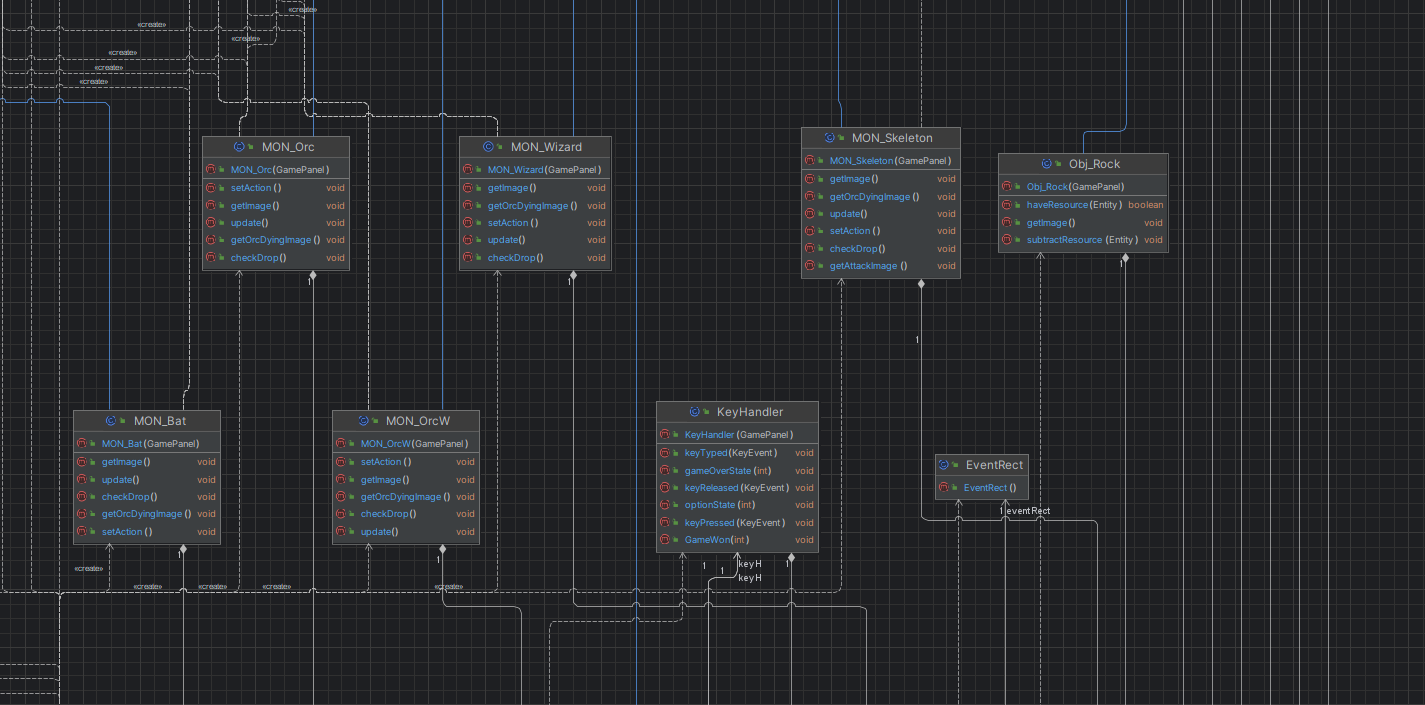 «create»
«create»
«create»
«create»
«create»
«create»
MON_Orc
MON_Orc(GamePanel)
setAction() void
getImage() void
update() void
getOrcDyingImage() void
checkDrop() void
1
MON_Wizard
MON_Wizard(GamePanel)
getImage() void
getOrcDyingImage() void
setAction() void
update() void
checkDrop() void
1
MON_Skeleton
MON_Skeleton(GamePanel)
getImage() void
getOrcDyingImage() void
update() void
setAction() void
checkDrop() void
getAttackImage() void
1
Obj_Rock
Obj_Rock(GamePanel)
haveResource(Entity) boolean
getImage() void
subtractResource(Entity) void
1
MON_Bat
MON_Bat(GamePanel)
getImage() void
update() void
checkDrop() void
getOrcDyingImage() void
setAction() void
1
MON_OrcW
MON_OrcW(GamePanel)
setAction() void
getImage() void
getOrcDyingImage() void
checkDrop() void
update() void
1
KeyHandler
KeyHandler(GamePanel)
keyTyped(KeyEvent) void
gameOverState(int) void
keyReleased(KeyEvent) void
optionState(int) void
keyPressed(KeyEvent) void
GameWon(int) void
1 keyH
1 keyH
1
EventRect
EventRect()
1 eventRect
«create»
«create»
«create»
«create»
«create»